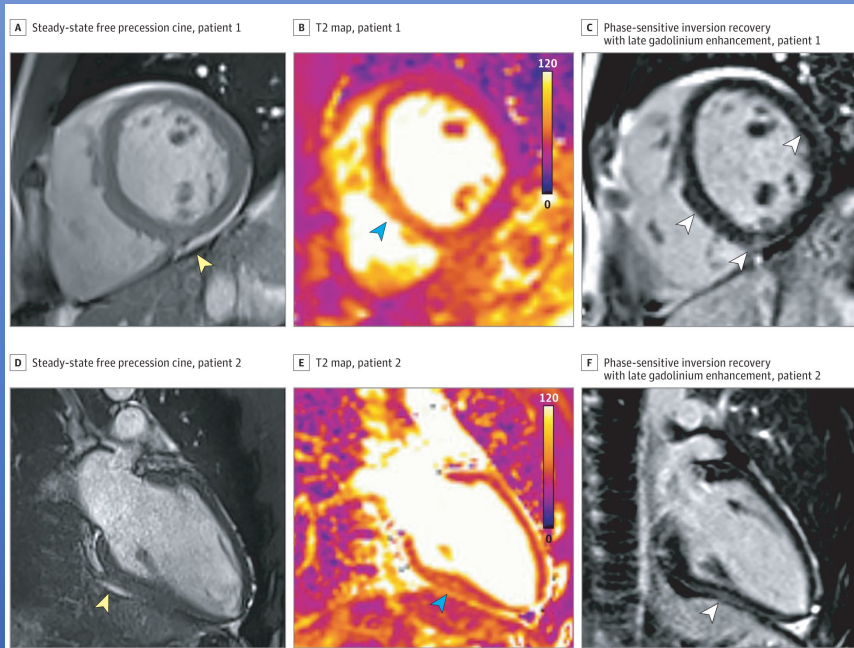 A Steady-state free precession cine, patient 1
B T2 map, patient 1
C Phase-sensitive inversion recovery
with late gadolinium enhancement, patient 1
120
0
D Steady-state free precession cine, patient 2
E T2 map, patient 2
F Phase-sensitive inversion recovery
with late gadolinium enhancement, patient 2
120
0